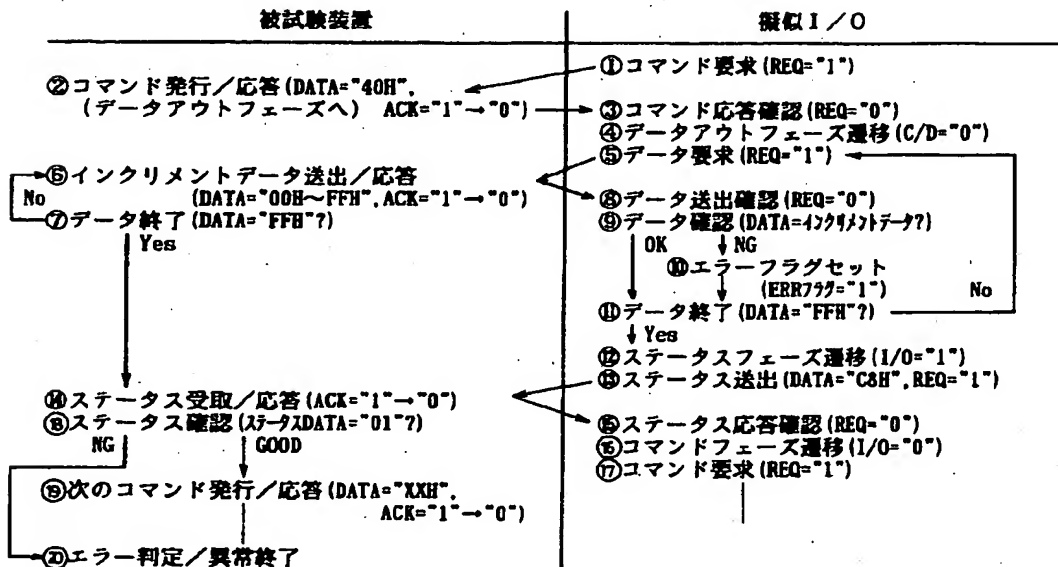 被試験装置
擬似I/O
①コマンド要求(REQ="1")
②コマンド発行/応答(DATA="40H",
(データアウトフェーズへ) ACK="1"→"0")
③コマンド応答確認(REQ="0")
④データアウトフェーズ遷移(C/D="0")
⑤データ要求(REQ="1")
⑥インクリメントデータ送出/応答
No
(DATA="00H~FFH",ACK="1"→"0")
⑦データ終了(DATA="FFH"?)
Yes
⑧データ送出確認(REQ="0")
⑨データ確認(DATA=インクリメントデータ?)
OK
NG
⑩エラーフラグセット
(ERRフラグ="1")
No
⑪データ終了(DATA="FFH"?)
Yes
⑫ステータスフェーズ遷移(I/O="1")
⑬ステータス送出(DATA="C8H",REQ="1")
⑭ステータス受取/応答(ACK="1"→"0")
⑱ステータス確認(ステータスDATA="01"?)
NG
GOOD
⑮ステータス応答確認(REQ="0")
⑯コマンドフェーズ遷移(I/O="0")
⑰コマンド要求(REQ="1")
⑲次のコマンド発行/応答(DATA="XXH",
ACK="1"→"0")
⑳エラー判定/異常終了